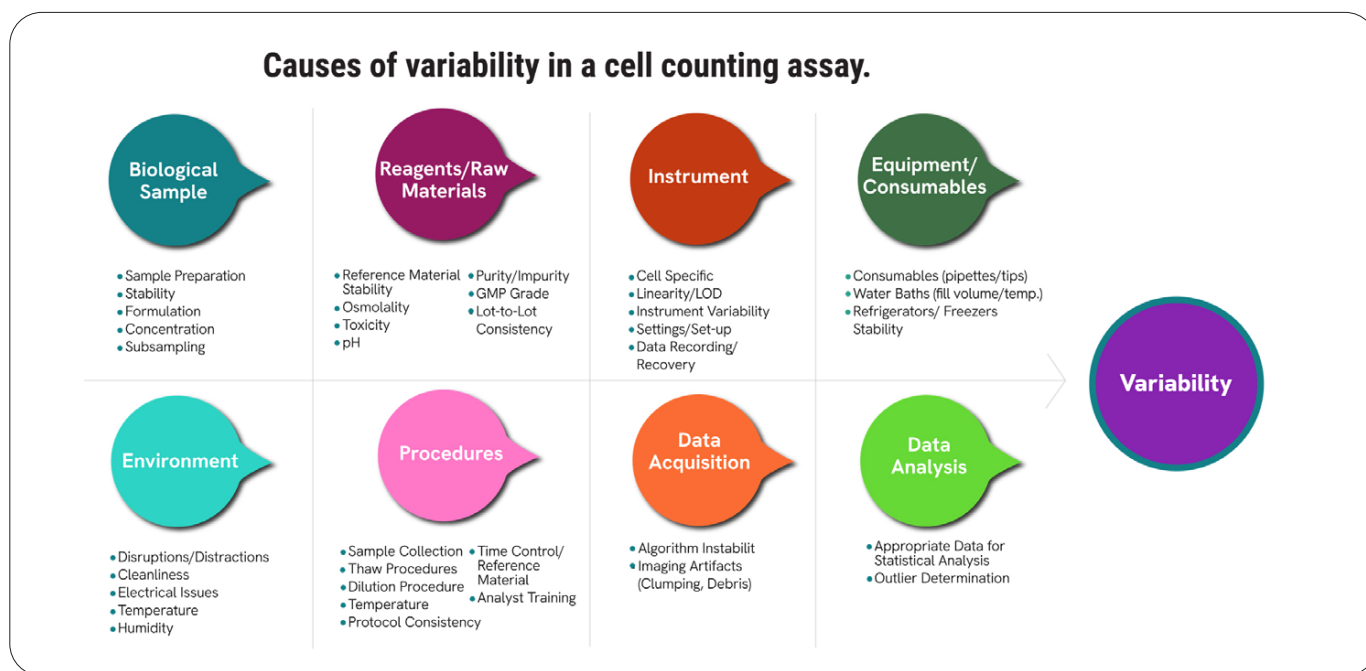 Causes of variability in a cell counting assay.
Biological
Sample
Sample Preparation
Stability
Formulation
Concentration
Subsampling
Reagents/Raw
Materials
Reference Material
Stability
Osmolality
Toxicity
pH
Purity/Impurity
GMP Grade
Lot-to-Lot
Consistency
Instrument
Cell Specific
Linearity/LOD
Instrument Variability
Settings/Set-up
Data Recording/
Recovery
Equipment/
Consumables
Consumables (pipettes/tips)
Water Baths (fill volume/temp.)
Refrigerators/ Freezers
Stability
Environment
Disruptions/Distractions
Cleanliness
Electrical Issues
Temperature
Humidity
Procedures
Sample Collection
Thaw Procedures
Dilution Procedure
Temperature
Protocol Consistency
Time Control/
Reference
Material
Analyst Training
Data
Acquisition
Algorithm Instabilit
Imaging Artifacts
(Clumping, Debris)
Data
Analysis
Appropriate Data for
Statistical Analysis
Outlier Determination
Variability